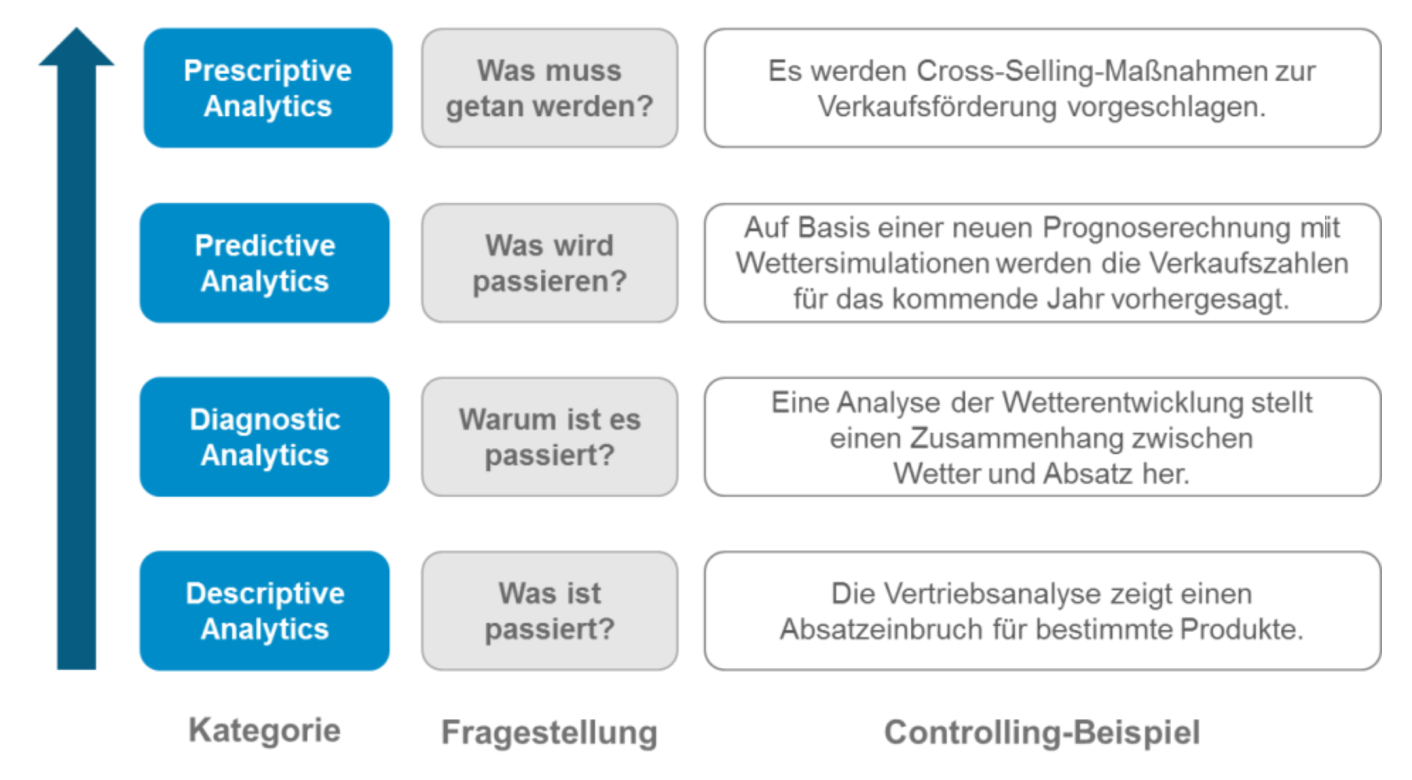 Prescriptive
Analytics
Was muss
getan werden?
Es werden Cross-Selling-Maßnahmen zur
Verkaufsförderung vorgeschlagen.
Predictive
Analytics
Was wird
passieren?
Auf Basis einer neuen Prognoserechnung mit
Wettersimulationen werden die Verkaufszahlen
für das kommende Jahr vorhergesagt.
Diagnostic
Analytics
Warum ist es
passiert?
Eine Analyse der Wetterentwicklung stellt
einen Zusammenhang zwischen
Wetter und Absatz her.
Descriptive
Analytics
Was ist
passiert?
Die Vertriebsanalyse zeigt einen
Absatzeinbruch für bestimmte Produkte.
Kategorie
Fragestellung
Controlling-Beispiel